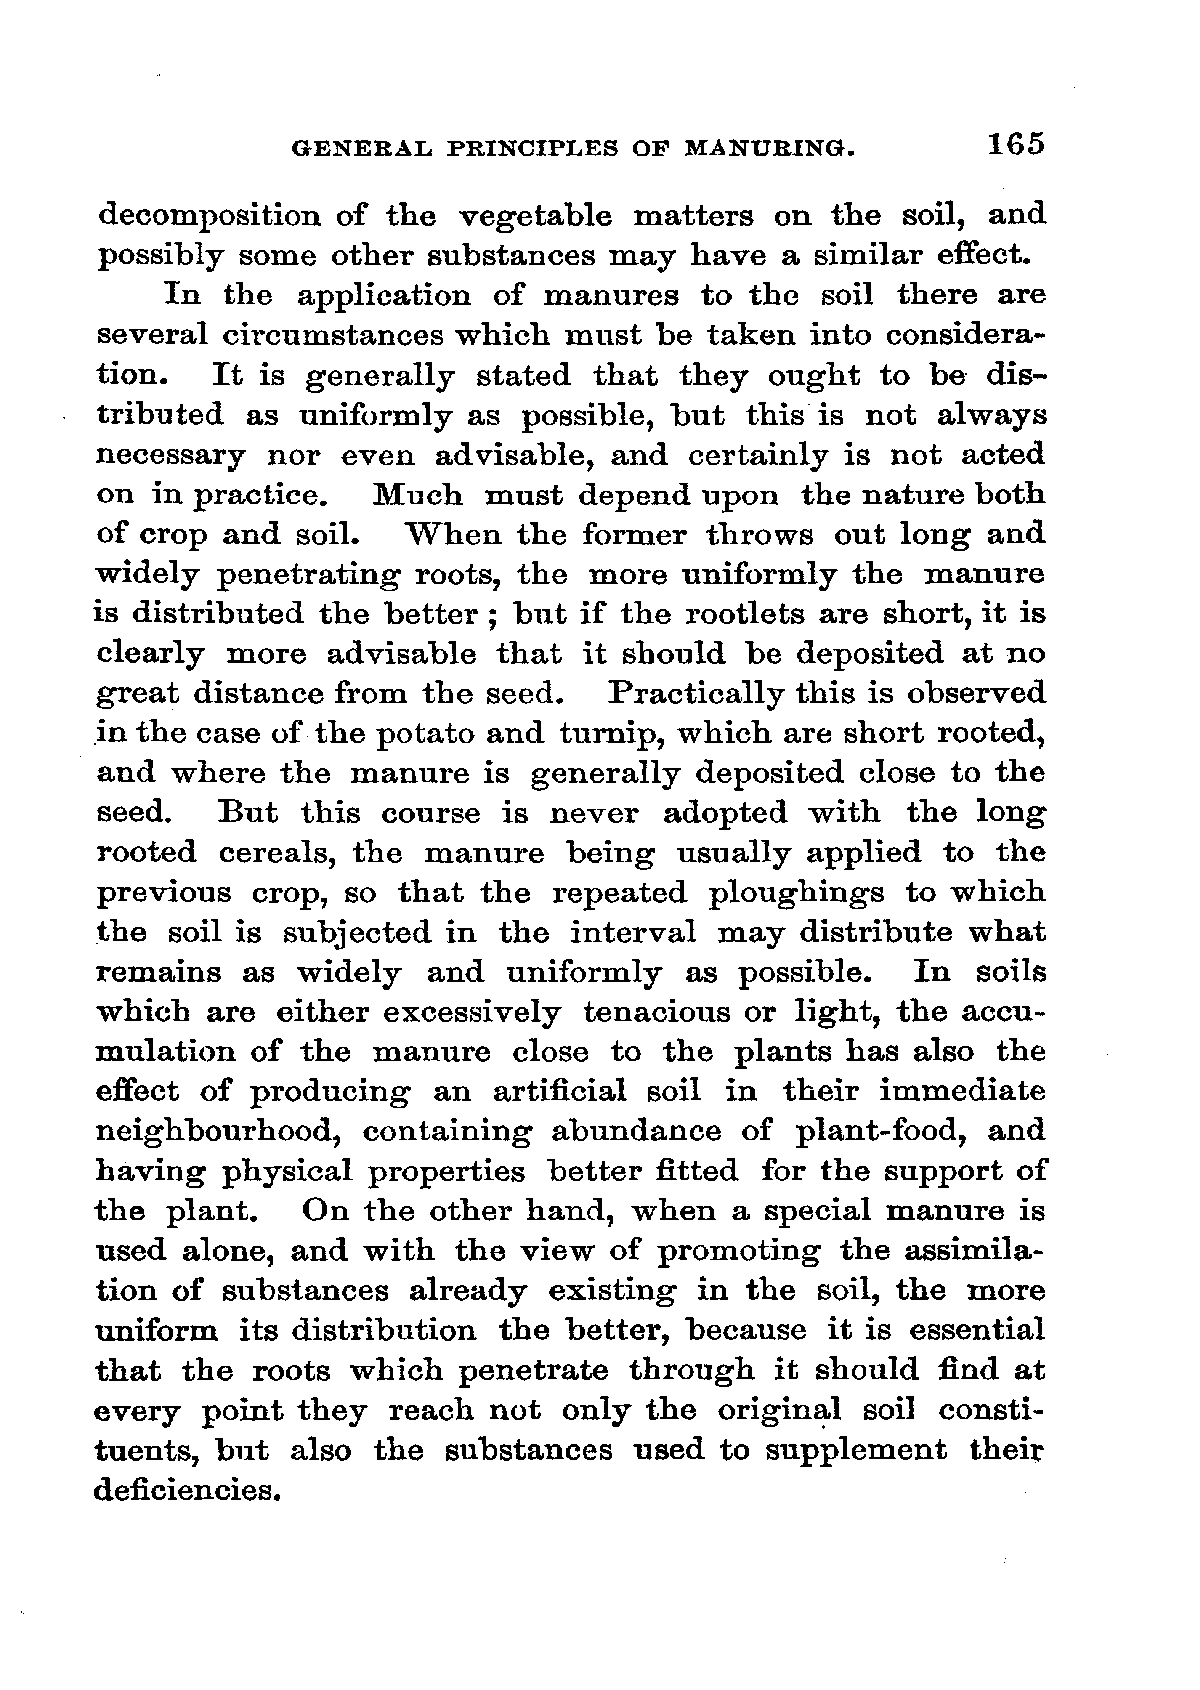 GENERAL PRINCIPLES OF MANURING. 165
decomposition of the vegetable matters on the soil, and
possibly some other substances may have a similar effect.
In the application of manures to the soil there are
several circumstances which must be taken into considera-
tion. It is generally stated that they ought to be dis-
tributed as uniformly as possible, but this is not always
necessary nor even advisable, and certainly is not acted
on in practice. Much must depend upon the nature both
of crop and soil. When the former throws out long and
widely penetrating roots, the more uniformly the manure
is distributed the better ; but if the rootlets are short, it is
clearly more advisable that it should be deposited at no
great distance from the seed. Practically this is observed
in the case of the potato and turnip, which are short rooted,
and where the manure is generally deposited close to the
seed. But this course is never adopted with the long
rooted cereals, the manure being usually applied to the
previous crop, so that the repeated ploughings to which
the soil is subjected in the interval may distribute what
remains as widely and uniformly as possible. In soils
which are either excessively tenacious or light, the accu-
mulation of the manure close to the plants has also the
effect of producing an artificial soil in their immediate
neighbourhood, containing abundance of plant-food, and
having physical properties better fitted for the support of
the plant. On the other hand, when a special manure is
used alone, and with the view of promoting the assimila-
tion of substances already existing in the soil, the more
uniform its distribution the better, because it is essential
that the roots which penetrate through it should find at
every point they reach not only the original soil consti-
tuents, but also the substances used to supplement their
deficiencies.